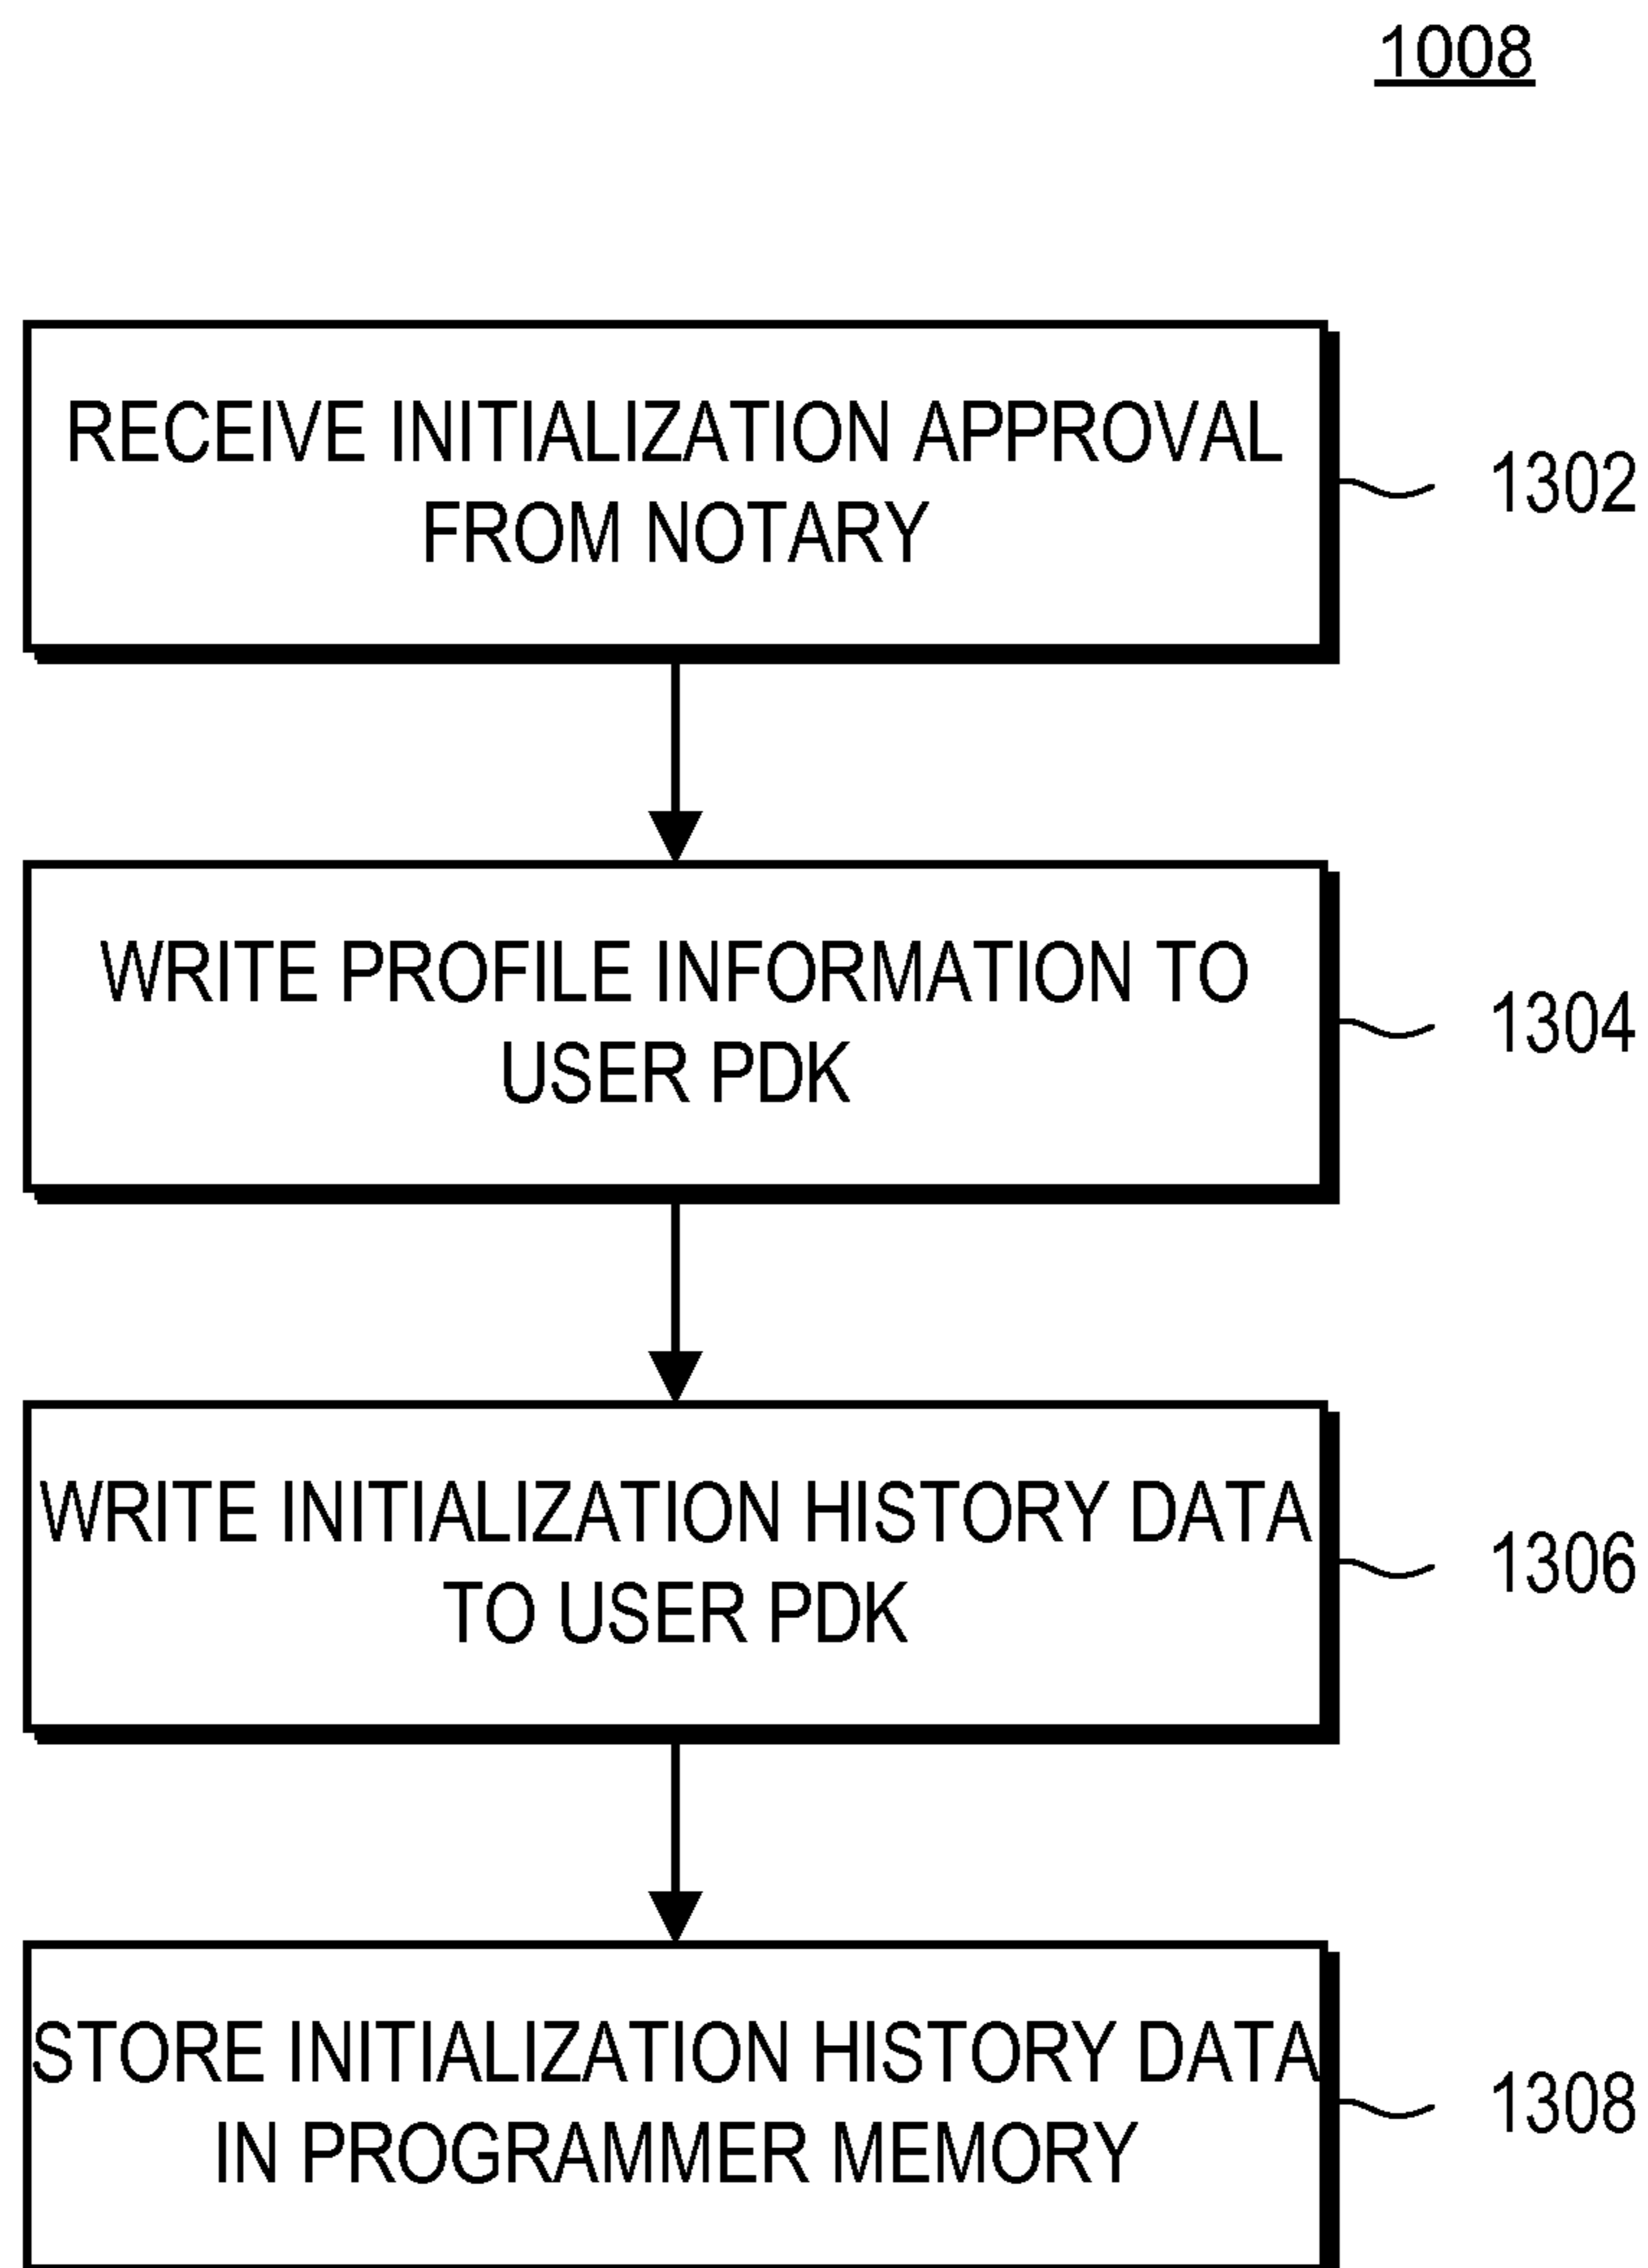 1008
RECEIVE INITIALIZATION APPROVAL
FROM NOTARY
1302
WRITE PROFILE INFORMATION TO
USER PDK
1304
WRITE INITIALIZATION HISTORY DATA
TO USER PDK
1306
STORE INITIALIZATION HISTORY DATA
IN PROGRAMMER MEMORY
1308